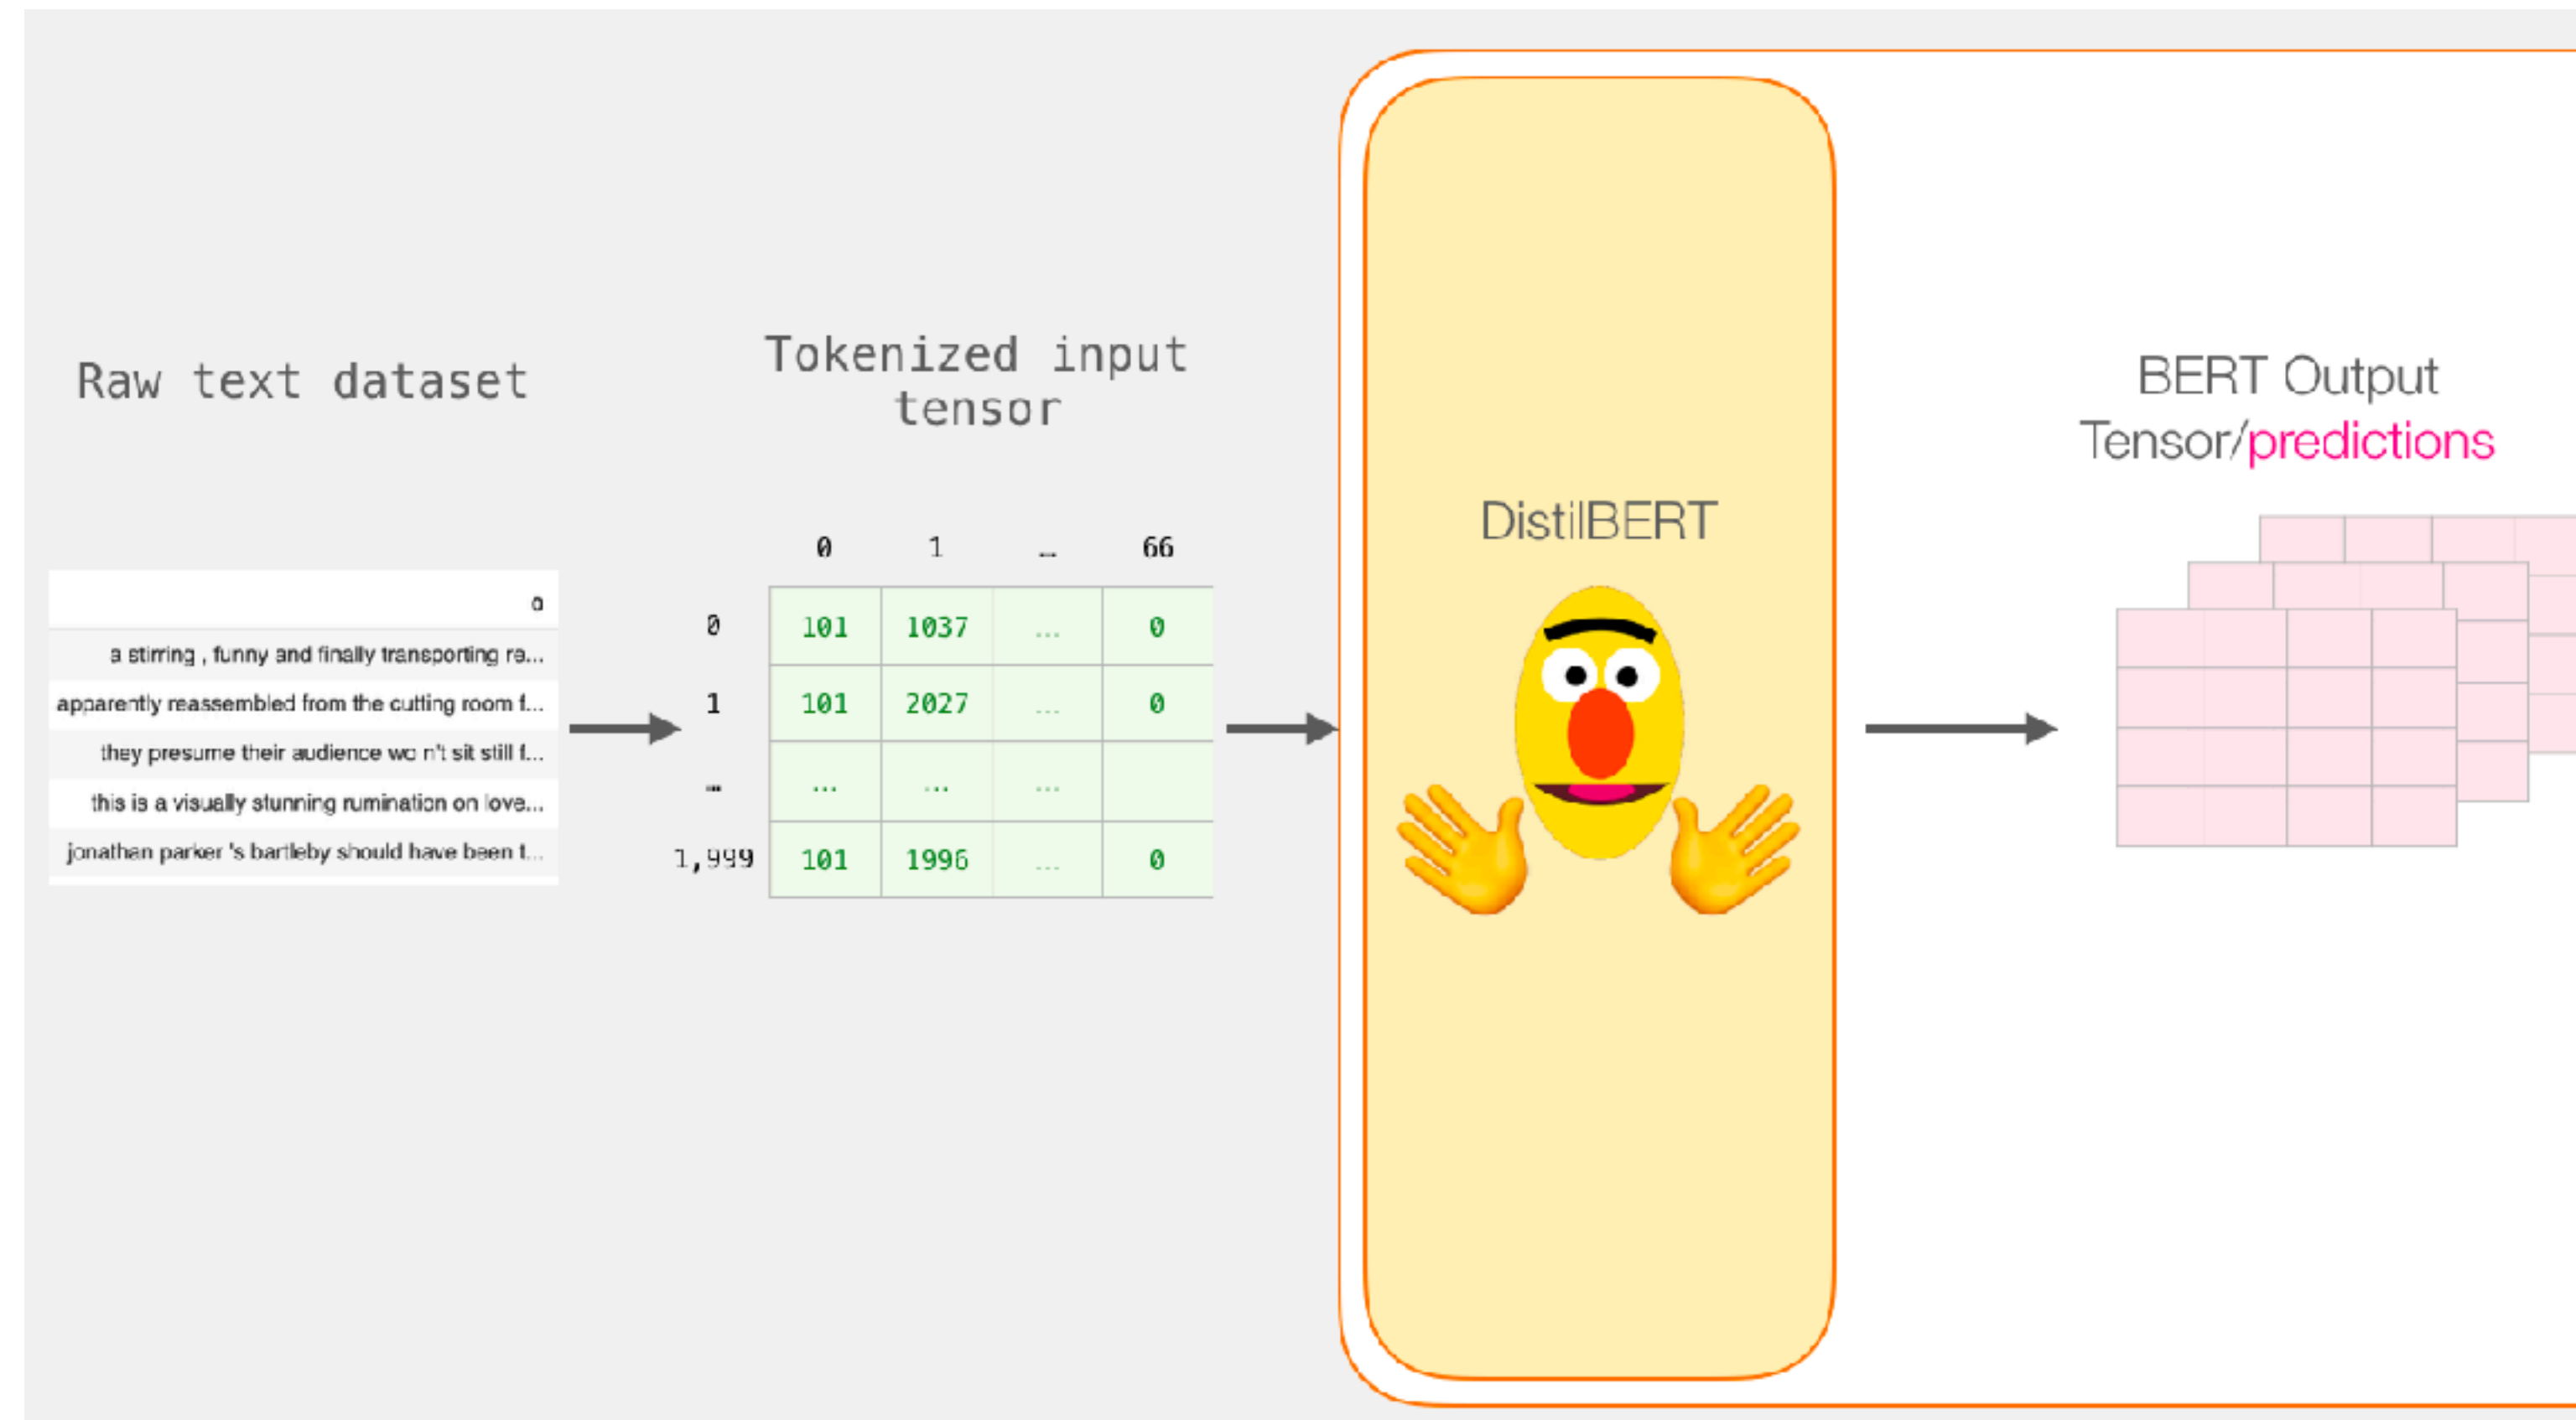 Raw text dataset
Tokenized input
tensor
DistilBERT
BERT Output
Tensor/predictions
0
a stirring , funny and finally transporting re...
apparently reassembled from the cutting room f...
they presume their audience wo n't sit still f...
this is a visually stunning rumination on love...
jonathan parker 's bartleby should have been t...
0 1 … 66
0 101 1037 ... 0
1 101 2027 ... 0
… ... ... ...
1,999 101 1996 ... 0